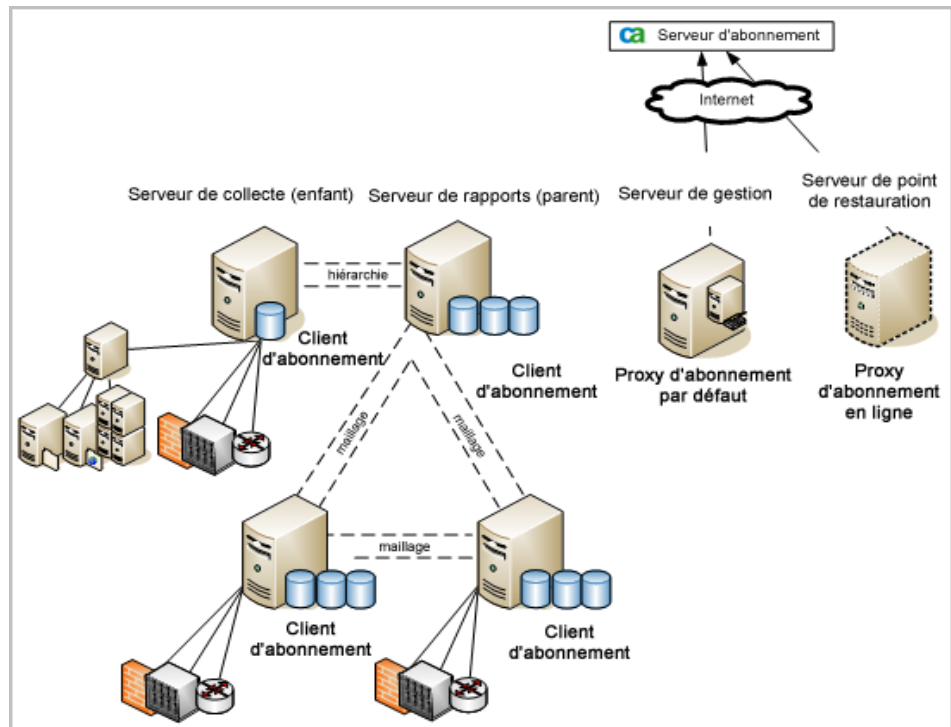 ca Serveur d'abonnement
Internet
Serveur de collecte (enfant)
Serveur de rapports (parent)
Serveur de gestion
Serveur de point
de restauration
hiérarchie
Client
d'abonnement
Client
d'abonnement
Proxy d'abonnement
par défaut
Proxy
d'abonnement
en ligne
maillage
maillage
maillage
Client
d'abonnement
Client
d'abonnement